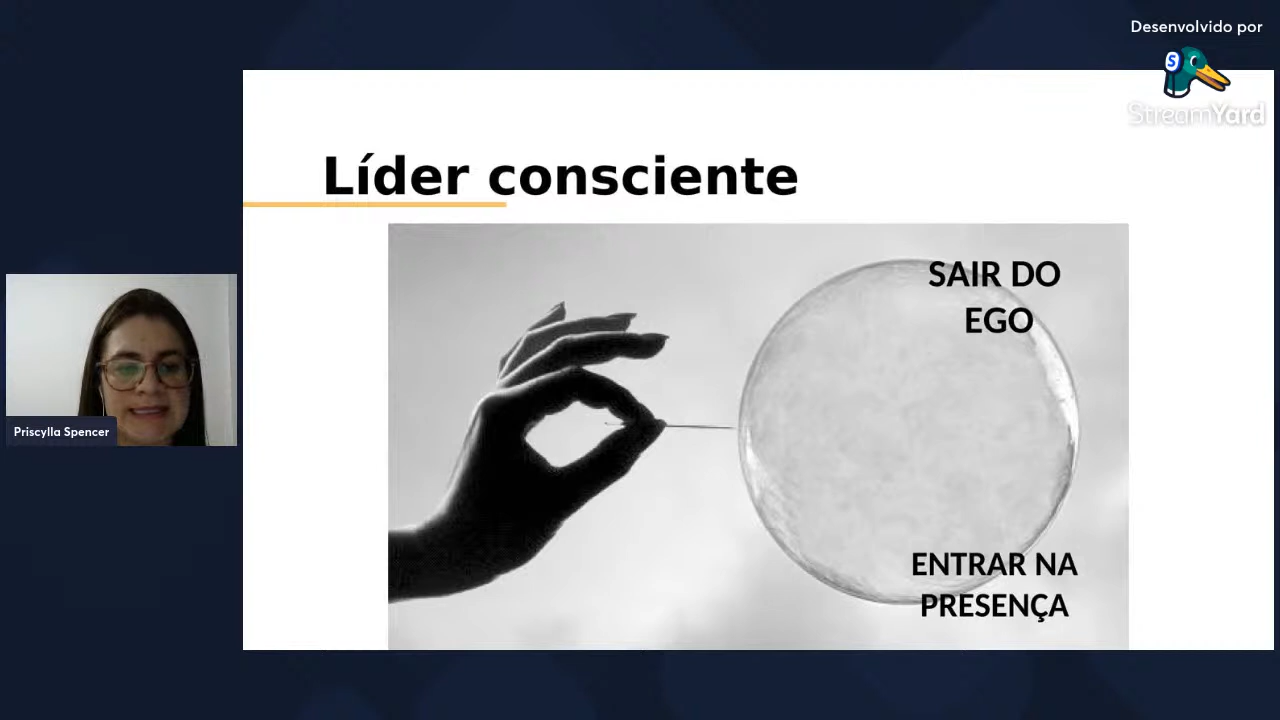 Desenvolvido por
S
StreamYard
Líder consciente
SAIR DO
EGO
ENTRAR NA
PRESENÇA
Priscylla Spencer